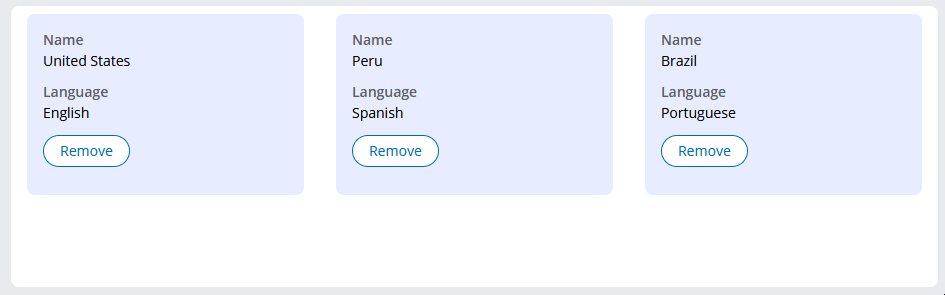 Name
United States
Language
English
Remove
Name
Peru
Language
Spanish
Remove
Name
Brazil
Language
Portuguese
Remove